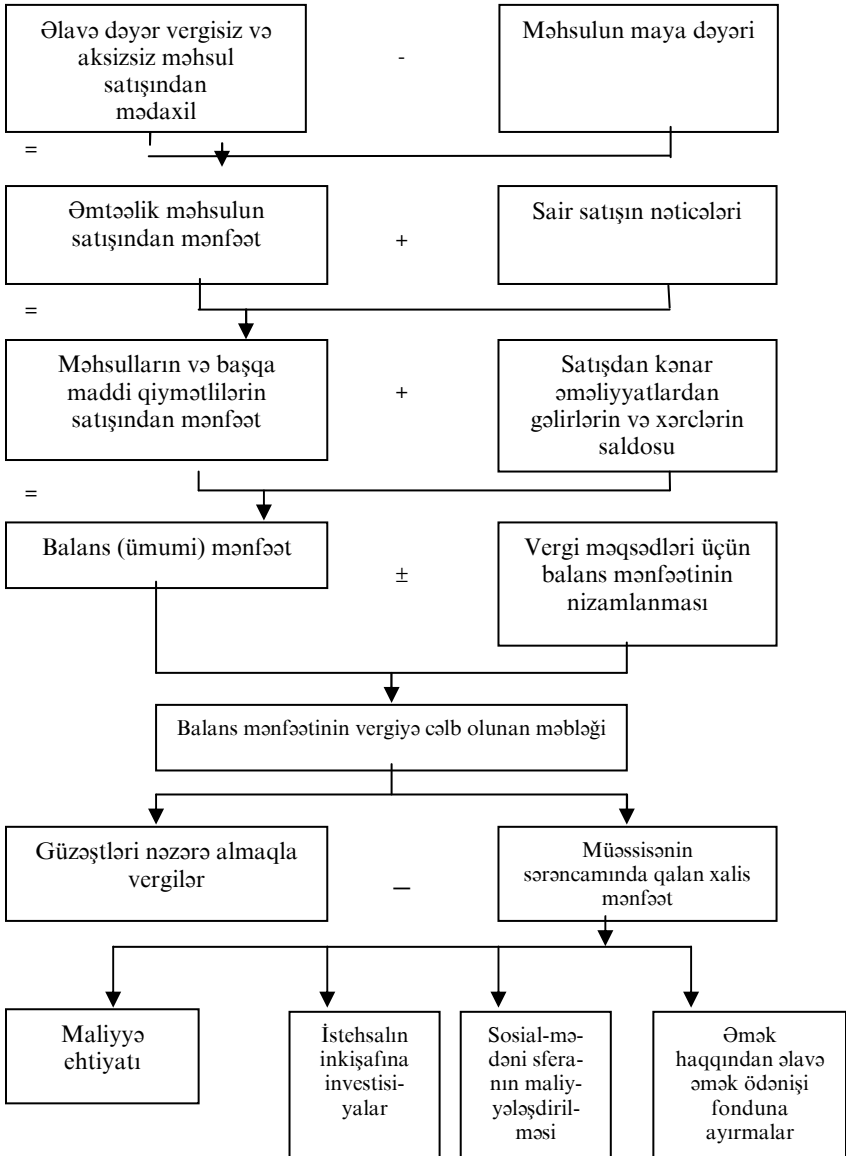 Əlavə dəyər vergisiz və
aksizsiz məhsul
satışından
mədaxil
-
Məhsulun maya dəyəri
=
Əmtəəlik məhsulun
satışından mənfəət
+
Sair satışın nəticələri
=
Məhsulların və başqa
maddi qiymətlilərin
satışından mənfəət
+
Satışdan kənar
əməliyyatlardan
gəlirlərin və xərclərin
saldosu
=
Balans (ümumi) mənfəət
±
Vergi məqsədləri üçün
balans mənfəətinin
nizamlanması
Balans mənfəətinin vergiyə cəlb olunan məbləği
Güzəştləri nəzərə almaqla
vergilər
–
Müəssisənin
sərəncamında qalan xalis
mənfəət
Maliyyə
ehtiyatı
İstehsalın
inkişafına
investisi-
yalar
Sosial-mə-
dəni sfera-
nın maliy-
yələşdiril-
məsi
Əmək
haqqından əlavə
əmək ödənişi
fonduna
ayırmalar